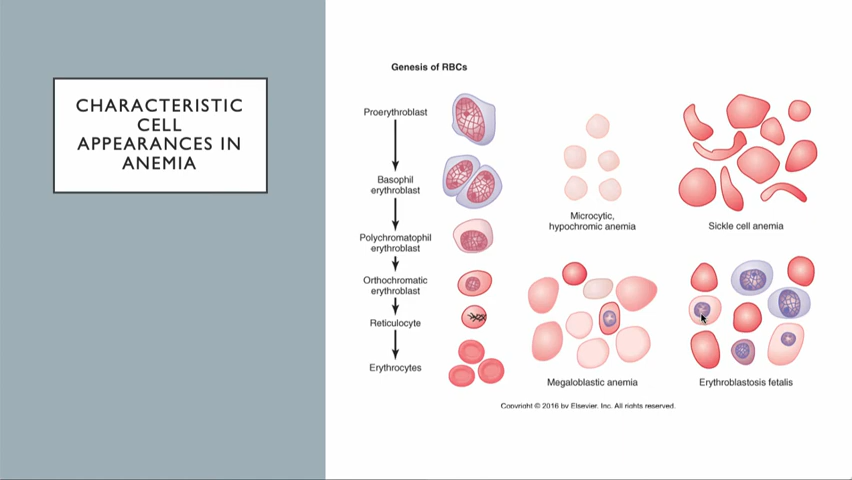 CHARACTERISTIC
CELL
APPEARANCES IN
ANEMIA
Genesis of RBCs
Proerythroblast
Basophil
erythroblast
Polychromatophil
erythroblast
Orthochromatic
erythroblast
Reticulocyte
Erythrocytes
Microcytic,
hypochromic anemia
Sickle cell anemia
Megaloblastic anemia
Erythroblastosis fetalis
Copyright © 2016 by Elsevier, Inc. All rights reserved.